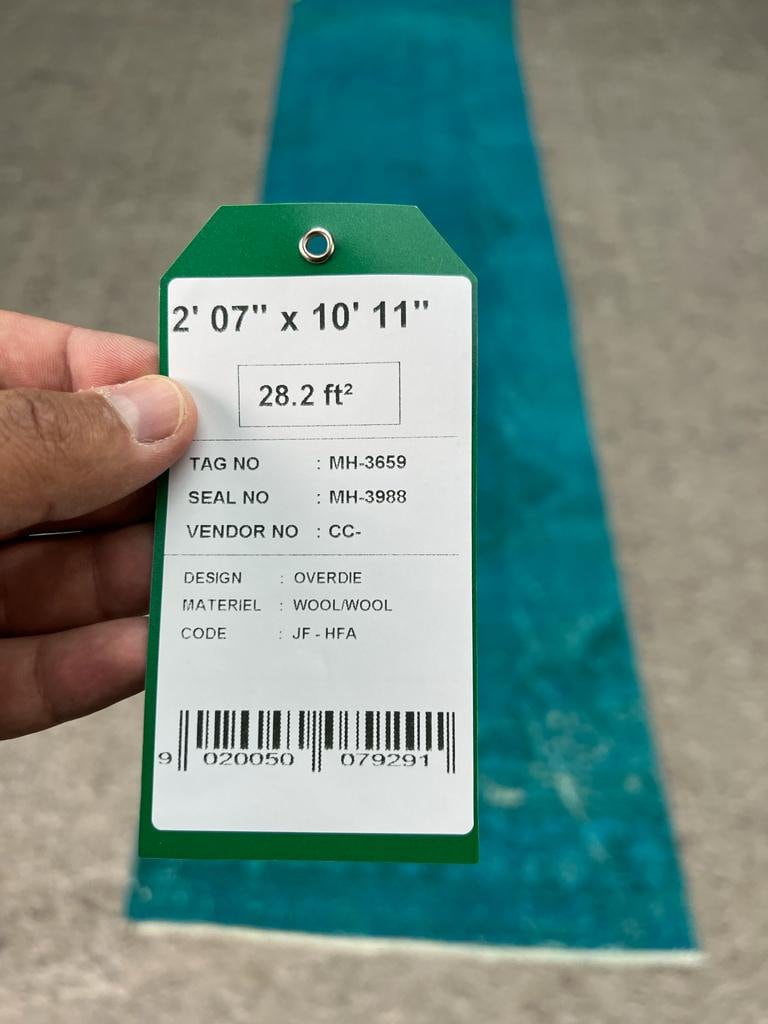 2' 07" x 10' 11"
28.2 ft²
TAG NO : MH-3659
SEAL NO : MH-3988
VENDOR NO : CC-
DESIGN : OVERDIE
MATERIEL : WOOL/WOOL
CODE : JF - HFA
9 020050 079291